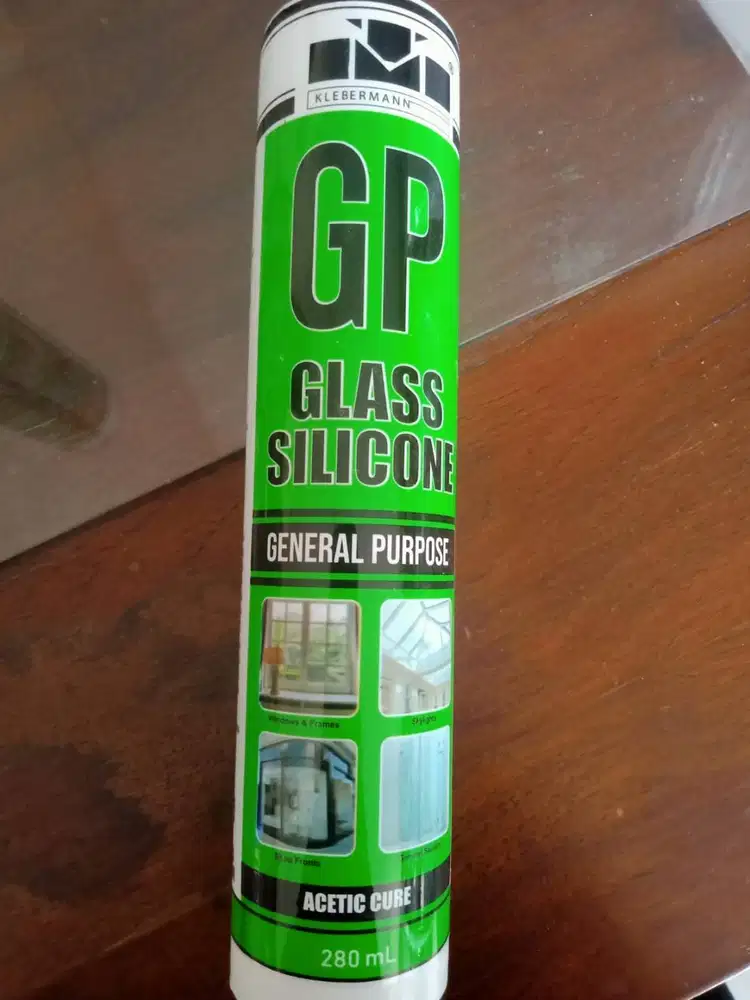 KLEBERMANN
GP
GLASS
SILICONE
GENERAL PURPOSE
Windows & Frames
Skylights
ACETIC CURE
280 mL